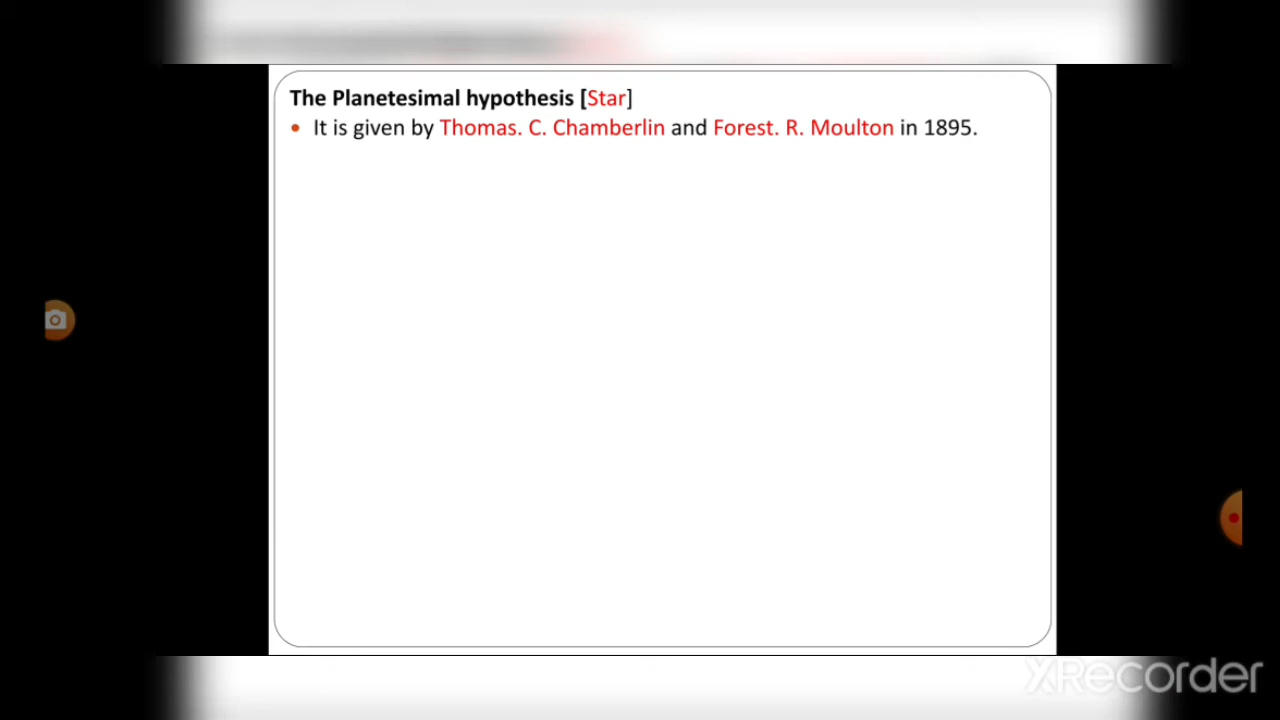 The Planetesimal hypothesis [Star]
• It is given by Thomas. C. Chamberlin and Forest. R. Moulton in 1895.
XRecorder